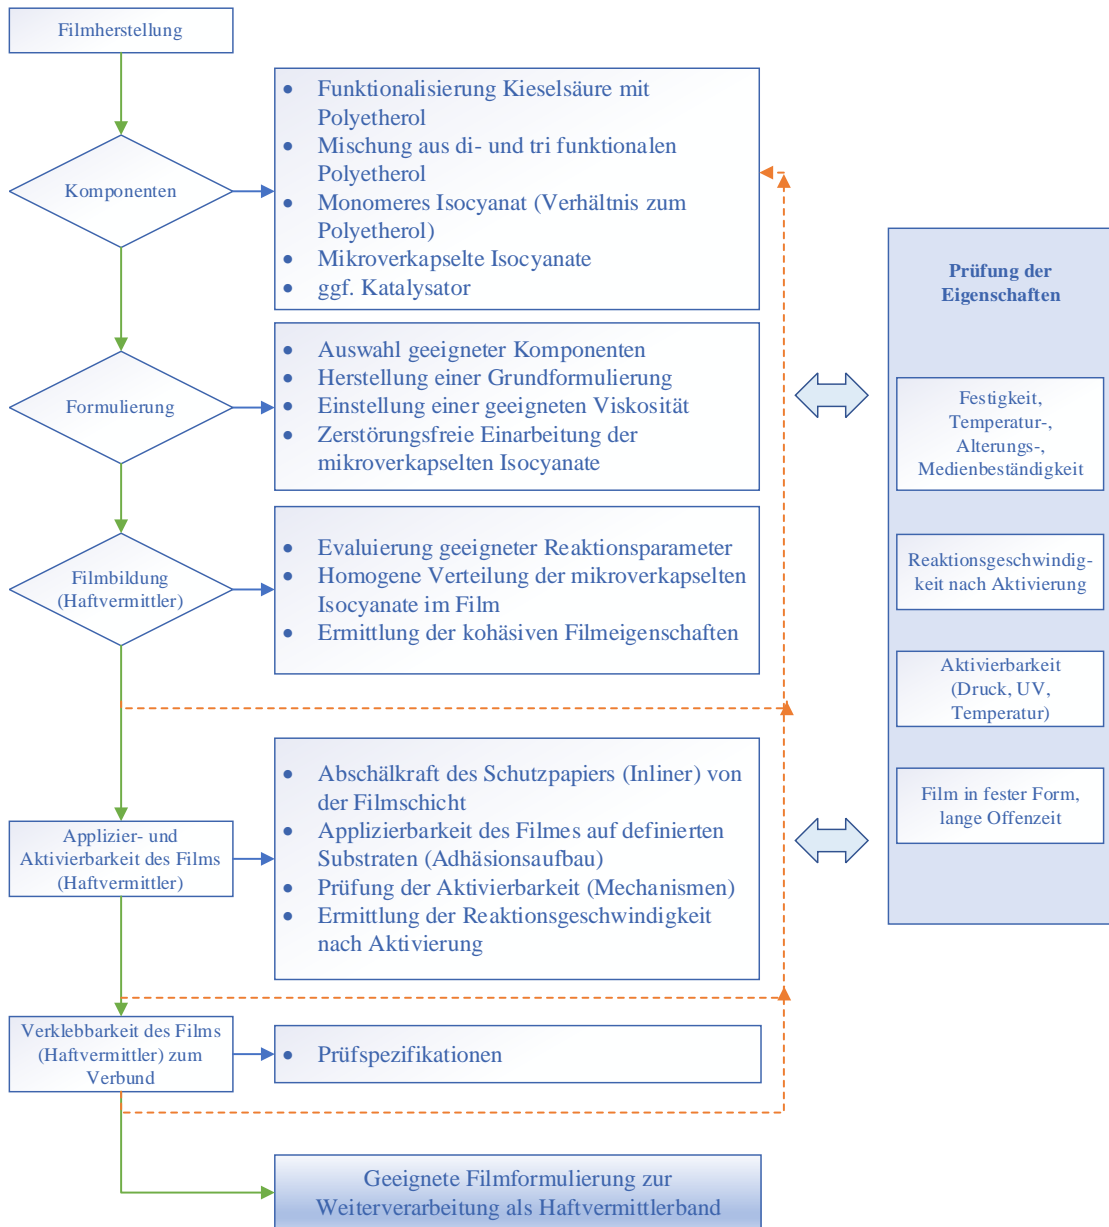 Filmherstellung
Komponenten
• Funktionalisierung Kieselsäure mit
Polyetherol
• Mischung aus di- und tri funktionalen
Polyetherol
• Monomeres Isocyanat (Verhältnis zum
Polyetherol)
• Mikroverkapselte Isocyanate
• ggf. Katalysator
Formulierung
• Auswahl geeigneter Komponenten
• Herstellung einer Grundformulierung
• Einstellung einer geeigneten Viskosität
• Zerstörungsfreie Einarbeitung der
mikroverkapselten Isocyanate
Filmbildung
(Haftvermittler)
• Evaluierung geeigneter Reaktionsparameter
• Homogene Verteilung der mikroverkapselten
Isocyanate im Film
• Ermittlung der kohäsiven Filmeigenschaften
Applizier- und
Aktivierbarkeit des Films
(Haftvermittler)
• Abschälkraft des Schutzpapiers (Inliner) von
der Filmschicht
• Applizierbarkeit des Filmes auf definierten
Substraten (Adhäsionsaufbau)
• Prüfung der Aktivierbarkeit (Mechanismen)
• Ermittlung der Reaktionsgeschwindigkeit
nach Aktivierung
Verklebbarkeit des Films
(Haftvermittler) zum
Verbund
• Prüfspezifikationen
Geeignete Filmformulierung zur
Weiterverarbeitung als Haftvermittlerband
Prüfung der
Eigenschaften
Festigkeit,
Temperatur-,
Alterungs-,
Medienbeständigkeit
Reaktionsgeschwindig-
keit nach Aktivierung
Aktivierbarkeit
(Druck, UV,
Temperatur)
Film in fester Form,
lange Offenzeit